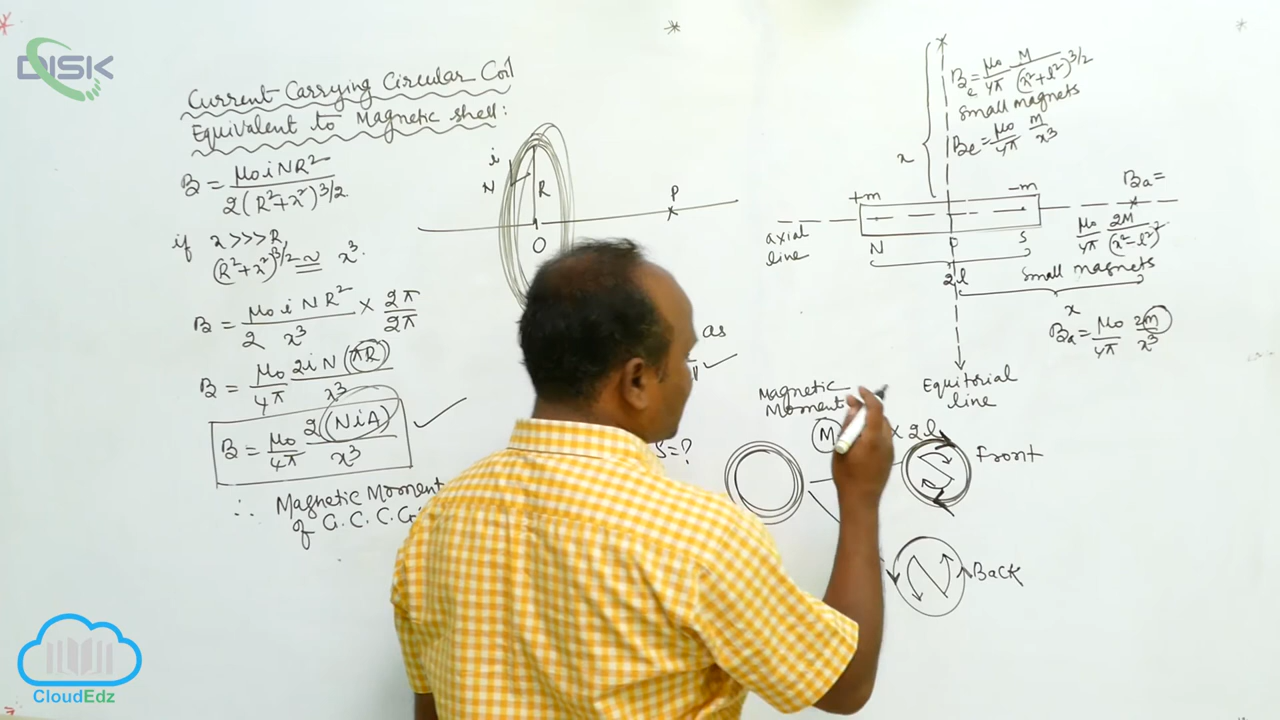 DISK
Current Carrying Circular Coil
Equivalent to Magnetic shell:
B = μ₀iNR² / 2(R²+x²)^3/2
if x >>> R
(R²+x²)^3/2 ≈ x³.
B = μ₀iNR² / 2 x³ × 2π/2π
B = μ₀/4π 2iN(πR) / x³
B = μ₀/4π 2(NiA) / x³
∴ Magnetic Moment
of a. C. C. C
i
N
R
O
P
as
S=?
x
Be = μ₀/4π M/(x²+l²)^3/2
Small magnets
Be = μ₀/4π m/x³
+m
-m
axial
line
N
P
S
2l
Ba =
μ₀/4π 2M/(x²-l²)²
Small magnets
x
Ba = μ₀/4π 2M/x³
Equitorial
line
Magnetic
Moment
M
× 2l
Front
Back
CloudEdz